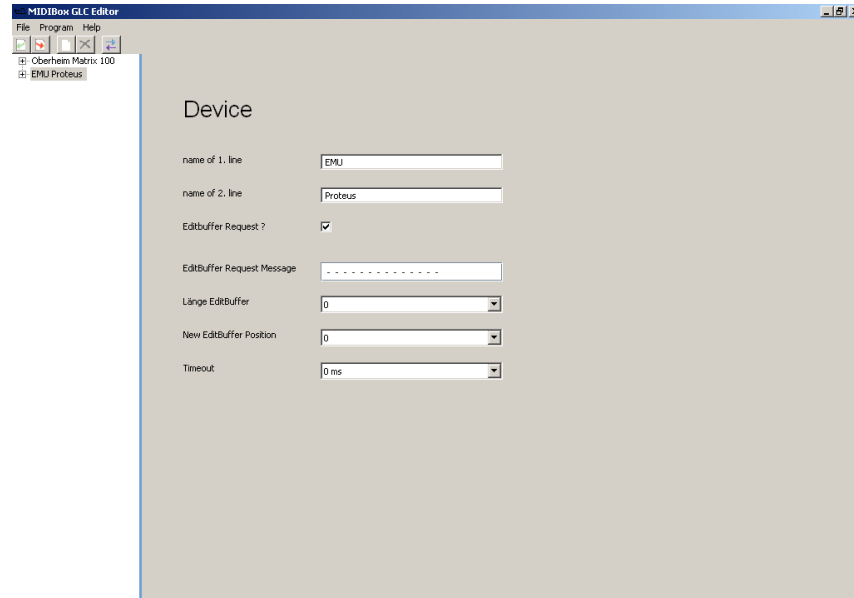 MIDIBox GLC Editor
File Program Help
Oberheim Matrix 100
EMU Proteus
Device
name of 1. line
EMU
name of 2. line
Proteus
Editbuffer Request ?
EditBuffer Request Message
- - - - - - - - - - - - - -
Länge EditBuffer
0
New EditBuffer Position
0
Timeout
0 ms